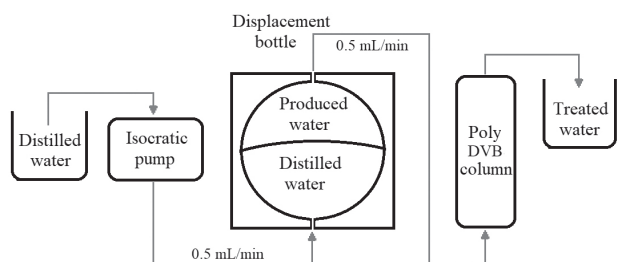 Displacement
bottle
0.5 mL/min
Distilled
water
Isocratic
pump
Produced
water
Distilled
water
Poly
DVB
column
Treated
water
0.5 mL/min